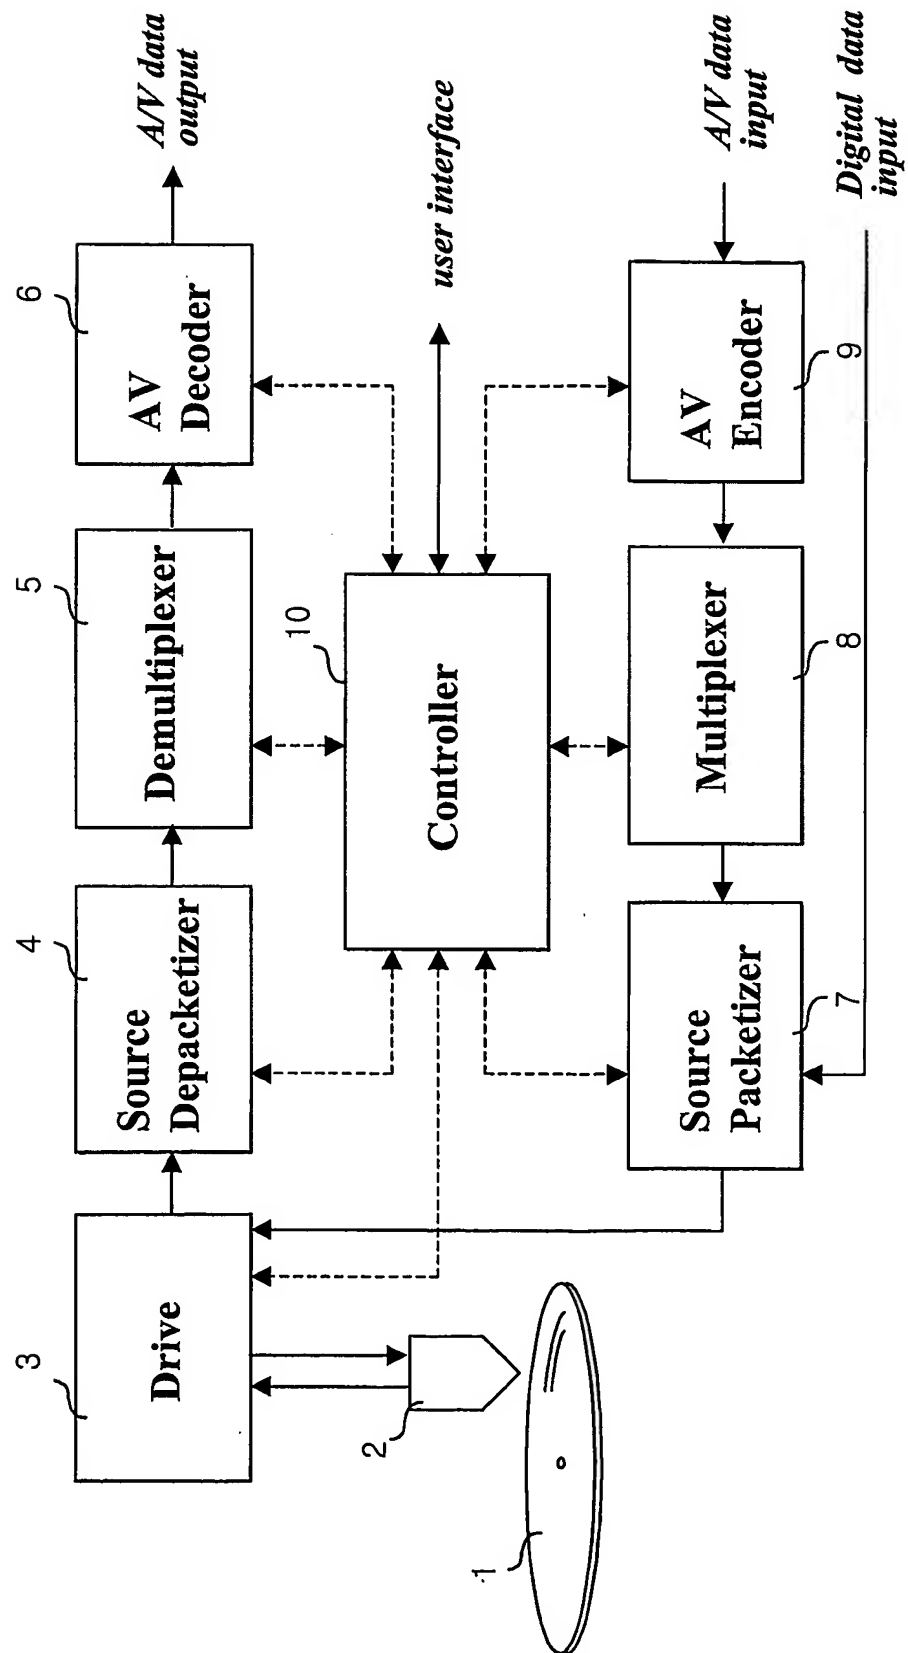 3
Drive
4
Source
Depacketizer
5
Demultiplexer
6
AV
Decoder
A/V data
output
2
1
10
Controller
user interface
Source
Packetizer
7
Multiplexer
8
AV
Encoder
9
A/V data
input
Digital data
input